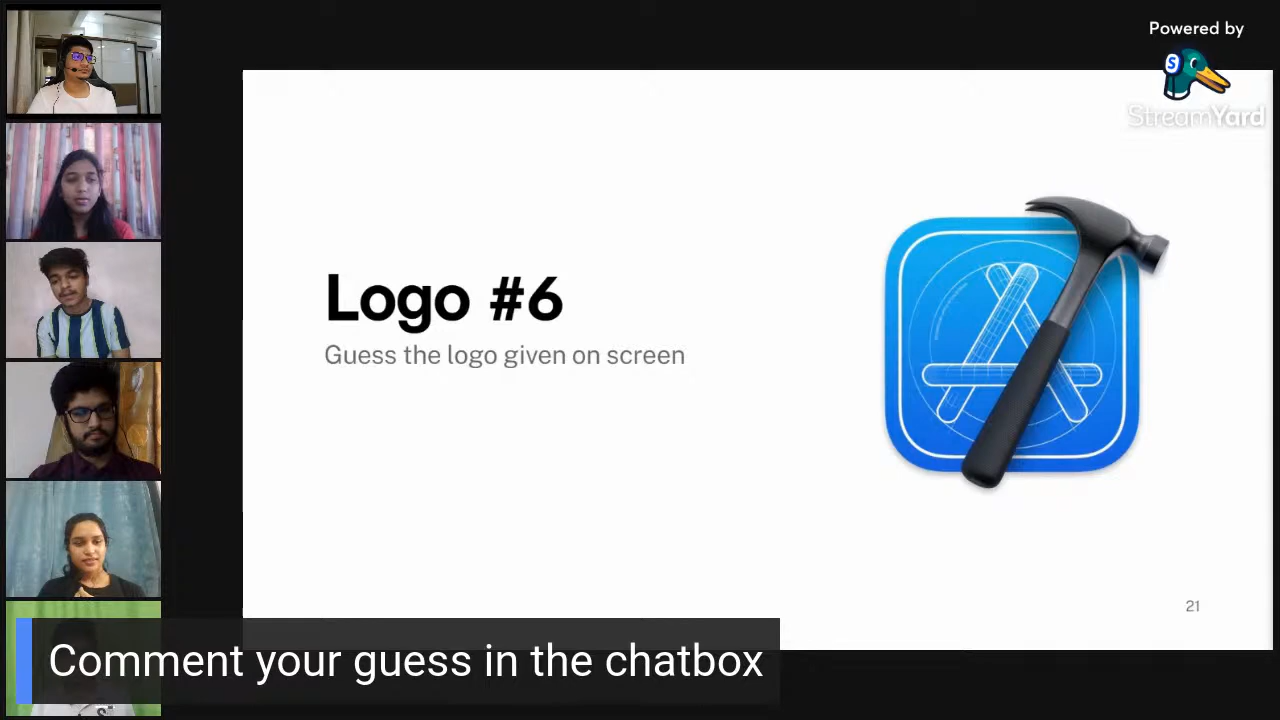 Powered by
S
StreamYard
Logo #6
Guess the logo given on screen
21
Comment your guess in the chatbox